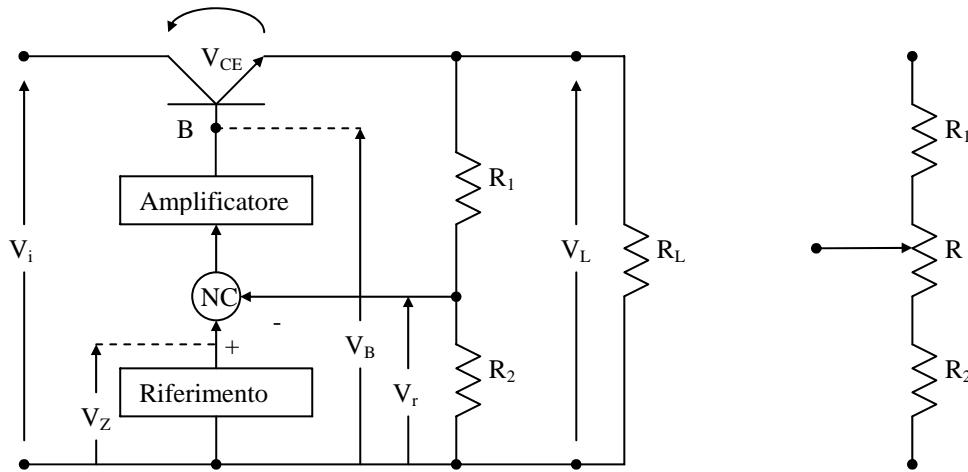 V_CE
B
R_1
R_1
Amplificatore
V_i
V_L
R_L
R
NC
-
+
V_B
R_2
R_2
Riferimento
V_r
V_Z